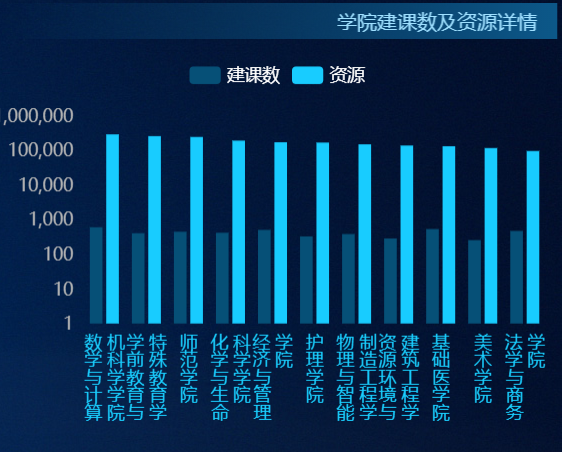 学院建课数及资源详情
建课数
资源
1,000,000
100,000
10,000
1,000
100
10
1
数学与计算
机科学学院
学前教育与
特殊教育学
师范学院
化学与生命
科学学院
经济与管理
学院
护理学院
物理与智能
制造工程学
资源环境与
建筑工程学
基础医学院
美术学院
法学与商务
学院